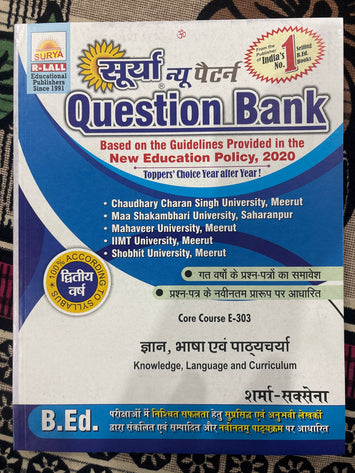 ॐ
SURYA
R-LALL
Educational
Publishers
Since 1991
From the
Publisher of
India's
No. 1
Selling
B.Ed.
Books
सूर्या न्यू पैटर्न
®
Question Bank
Based on the Guidelines Provided in the
New Education Policy, 2020
Toppers' Choice Year after Year !
• Chaudhary Charan Singh University, Meerut
• Maa Shakambhari University, Saharanpur
• Mahaveer University, Meerut
• IIMT University, Meerut
• Shobhit University, Meerut
100% ACCORDING TO SYLLABUS
द्वितीय
वर्ष
• गत वर्षों के प्रश्न-पत्रों का समावेश
• प्रश्न-पत्र के नवीनतम प्रारूप पर आधारित
Core Course E-303
ज्ञान, भाषा एवं पाठ्यचर्या
Knowledge, Language and Curriculum
शर्मा-सक्सेना
B.Ed.
परीक्षाओं में निश्चित सफलता हेतु सुप्रसिद्ध एवं अनुभवी लेखकों
द्वारा संकलित एवं सम्पादित और नवीनतम् पाठ्यक्रम पर आधारित